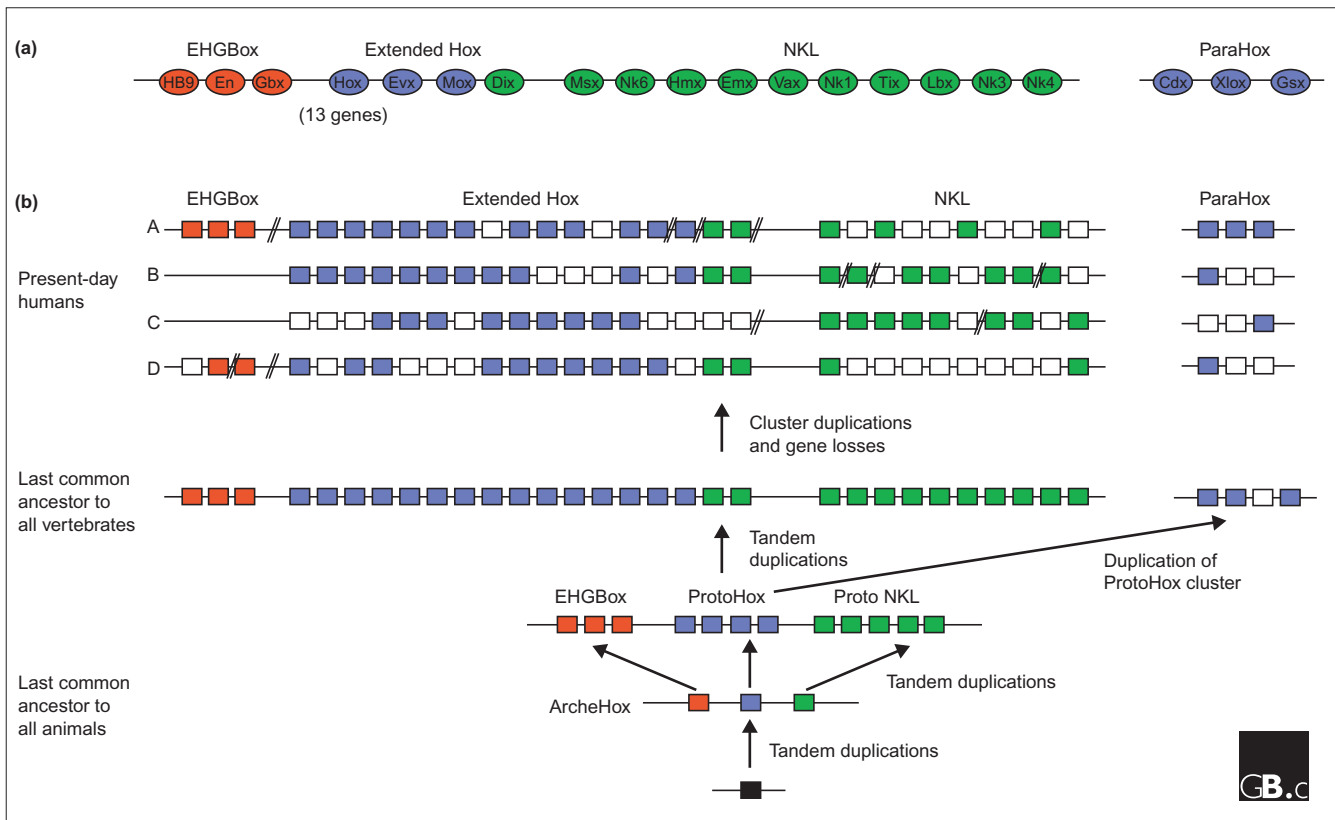 (a)
EHGBox Extended Hox NKL ParaHox
HB9 En Gbx Hox Evx Mox Dix Msx Nk6 Hmx Emx Vax Nk1 Tix Lbx Nk3 Nk4 Cdx Xlox Gsx
(13 genes)
(b)
EHGBox Extended Hox NKL ParaHox
A
Present-day
humans
B
C
D
Cluster duplications
and gene losses
Last common
ancestor to
all vertebrates
Tandem
duplications
Duplication of
ProtoHox cluster
EHGBox ProtoHox Proto NKL
Last common
ancestor to
all animals
Tandem duplications
ArcheHox
Tandem duplications
GB.c